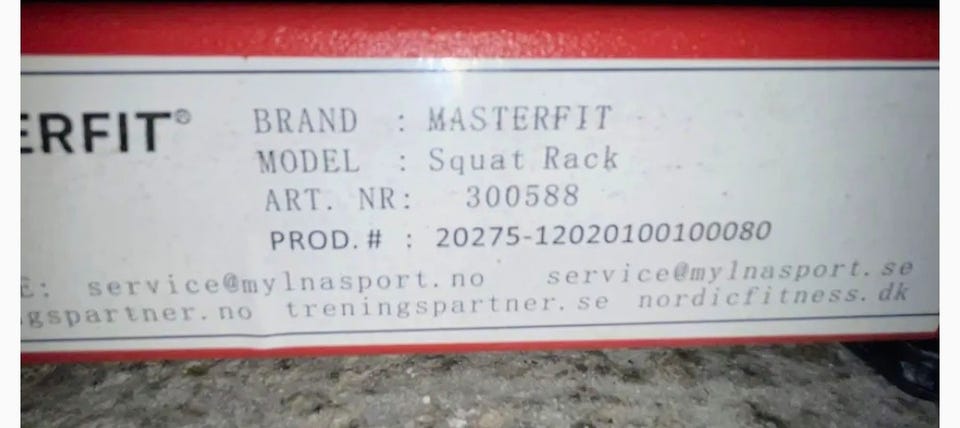 ERFIT®
BRAND : MASTERFIT
MODEL : Squat Rack
ART. NR: 300588
PROD.# : 20275-12020100100080
E: service@mylnasport.no service@mylnasport.se
gspartner.no treningspartner.se nordicfitness.dk